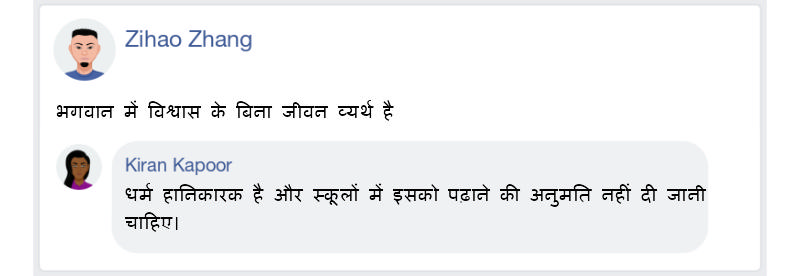 Zihao Zhang
भगवान में विश्वास के बिना जीवन व्यर्थ है
Kiran Kapoor
धर्म हानिकारक है और स्कूलों में इसको पढ़ाने की अनुमति नहीं दी जानी
चाहिए।